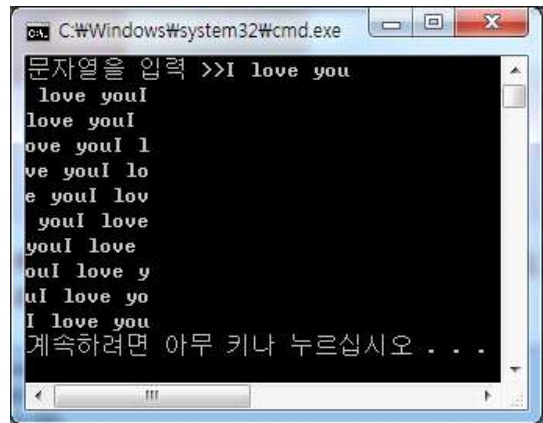 C:₩Windows₩system32₩cmd.exe
문자열을 입력 >>I love you
 love youI
love youI
ove youI l
ve youI lo
e youI lov
 youI love
youI love
ouI love y
uI love yo
I love you
계속하려면 아무 키나 누르십시오 . . .